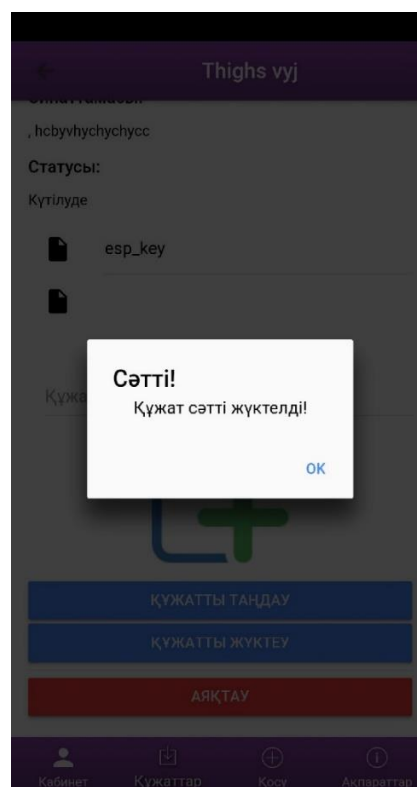 Thighs vyj
, hcbyvhychychycc
Статусы:
Күтілуде
esp_key
Сәтті!
Құжат сәтті жүктелді!
OK
ҚҰЖАТТЫ ТАҢДАУ
ҚҰЖАТТЫ ЖҮКТЕУ
АЯҚТАУ
Кабинет Құжаттар Қосу Ақпараттар